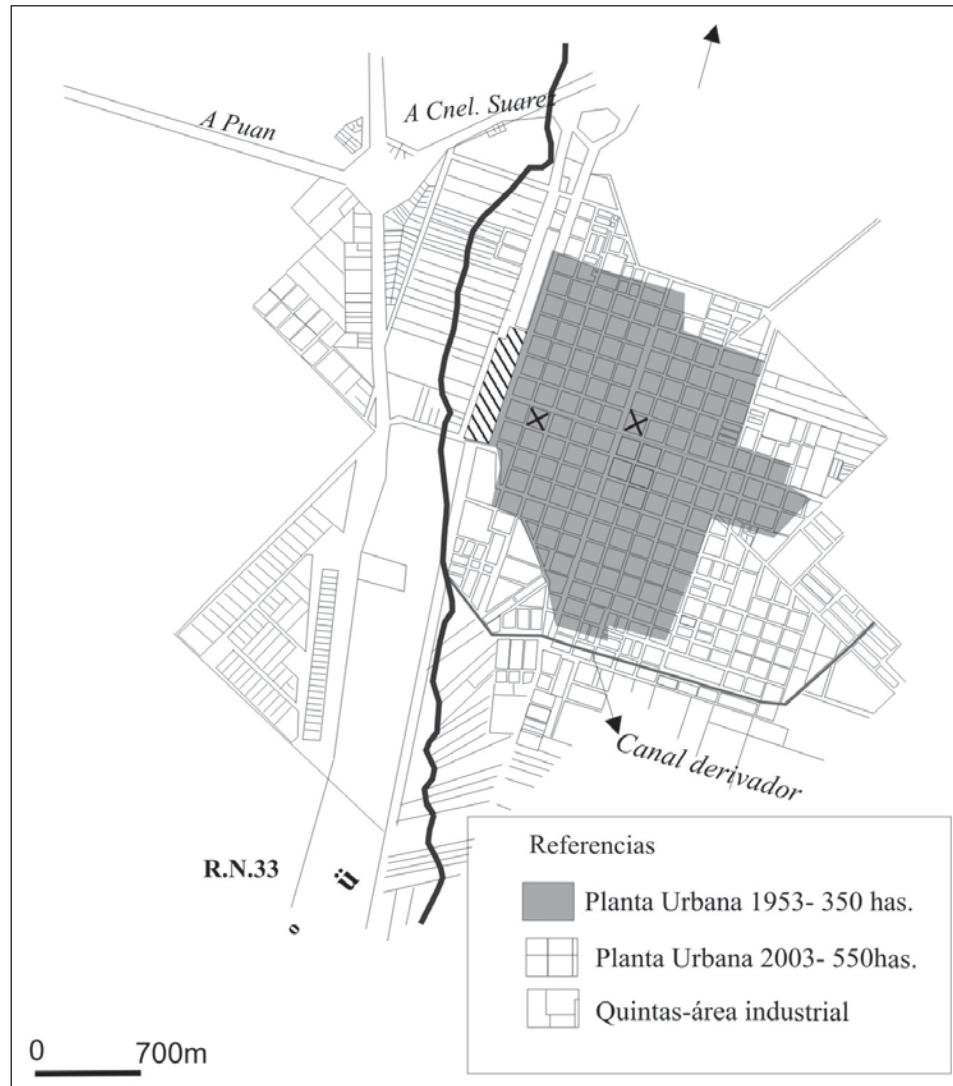 A Puan
A Cnel. Suarez
Canal derivador
R.N.33
ü
o
Referencias
Planta Urbana 1953- 350 has.
Planta Urbana 2003- 550has.
Quintas-área industrial
0 700m